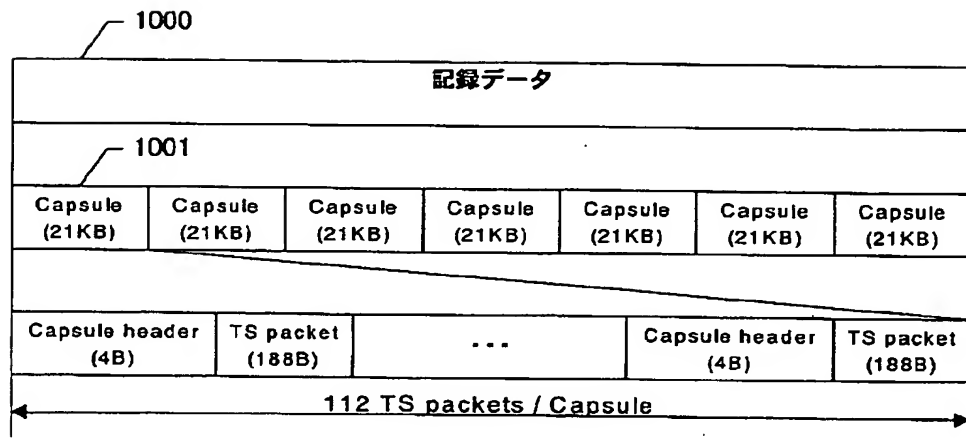 1000
記録データ
1001
Capsule
(21KB)
Capsule
(21KB)
Capsule
(21KB)
Capsule
(21KB)
Capsule
(21KB)
Capsule
(21KB)
Capsule
(21KB)
Capsule header
(4B)
TS packet
(188B)
...
Capsule header
(4B)
TS packet
(188B)
112 TS packets / Capsule